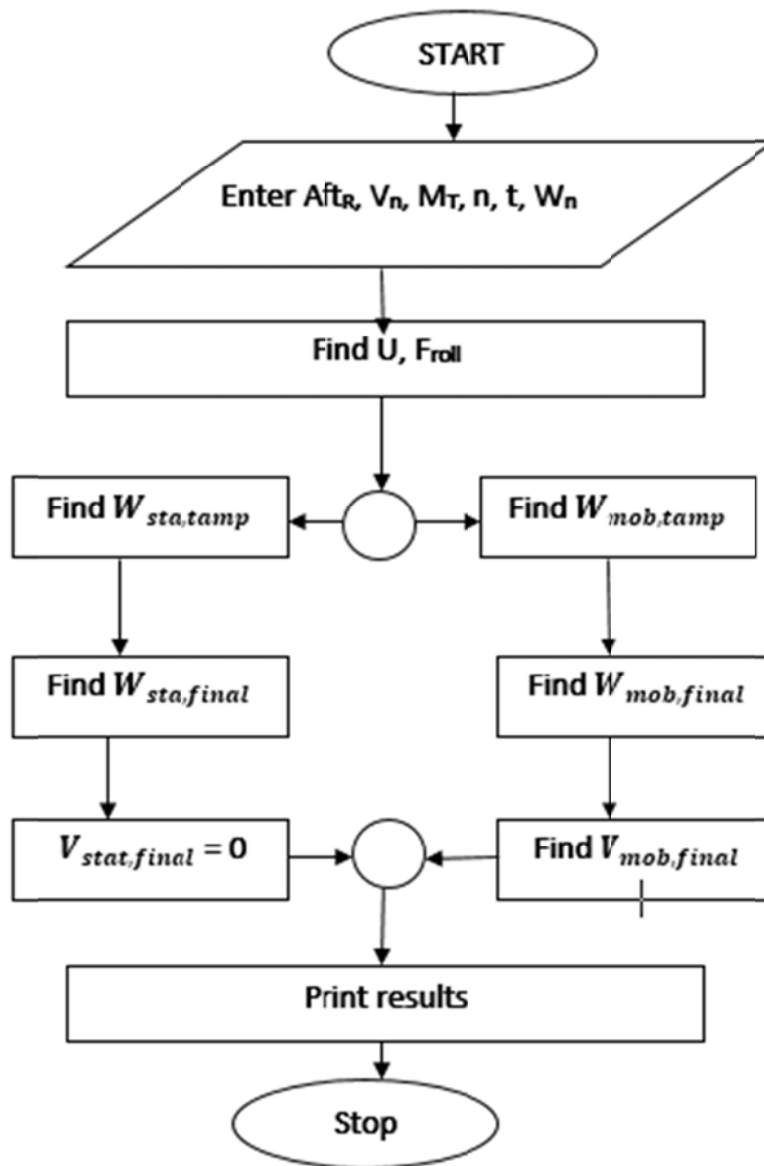 START
Enter Aft_R, V_n, M_T, n, t, W_n
Find U, F_roll
Find W_sta,tamp
Find W_mob,tamp
Find W_sta,final
Find W_mob,final
V_stat,final = 0
Find V_mob,final
Print results
Stop